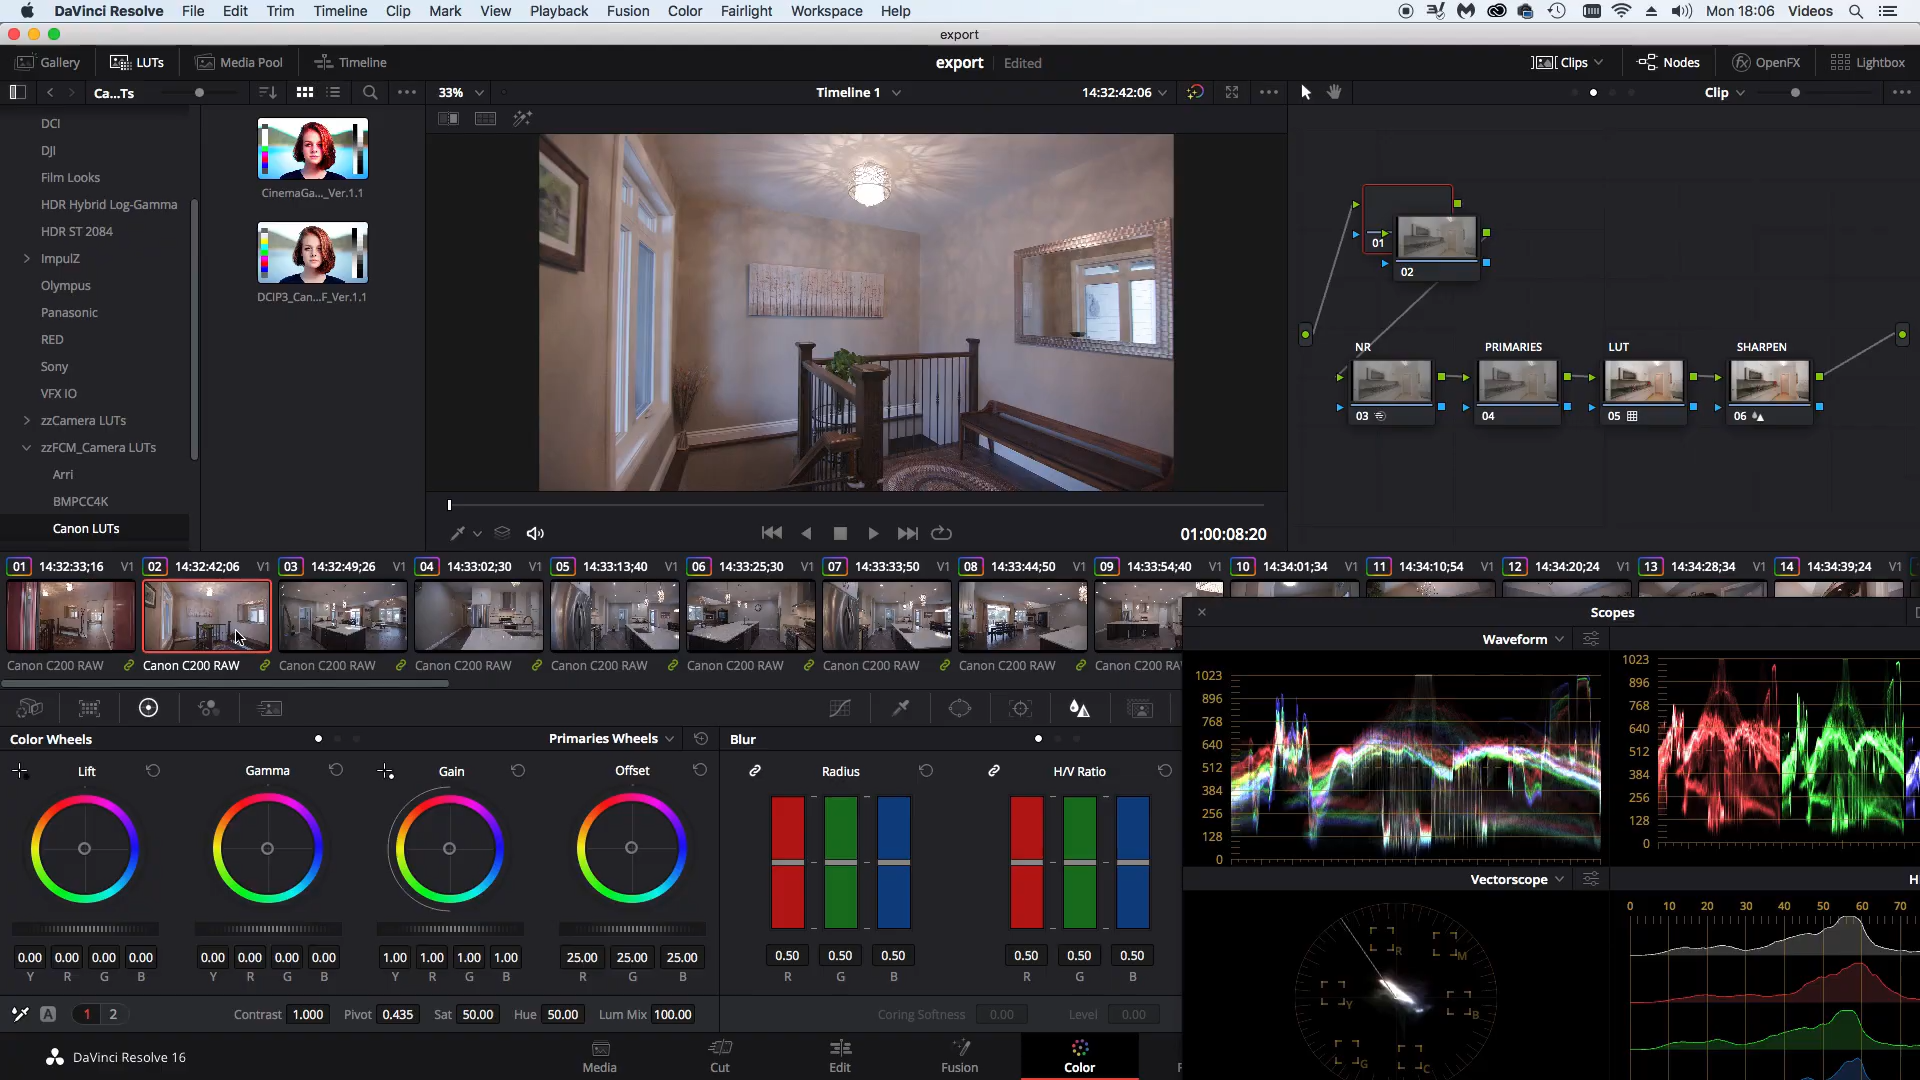 DaVinci Resolve File Edit Trim Timeline Clip Mark View Playback Fusion Color Fairlight Workspace Help Mon 18:06 Videos
export
Gallery LUTs Media Pool Timeline export Edited Clips Nodes OpenFX Lightbox
Ca...Ts 33% Timeline 1 14:32:42:06 Clip
DCI
DJI
Film Looks
HDR Hybrid Log-Gamma
HDR ST 2084
ImpulZ
Olympus
Panasonic
RED
Sony
VFX IO
zzCamera LUTs
zzFCM_Camera LUTs
Arri
BMPCC4K
Canon LUTs
CinemaGa..._Ver.1.1
DCIP3_Can...F_Ver.1.1
01
02
NR PRIMARIES LUT SHARPEN
03 04 05 06
01:00:08:20
01 14:32:33;16 V1 02 14:32:42;06 V1 03 14:32:49;26 V1 04 14:33:02;30 V1 05 14:33:13;40 V1 06 14:33:25;30 V1 07 14:33:33;50 V1 08 14:33:44;50 V1 09 14:33:54;40 V1 10 14:34:01;34 V1 11 14:34:10;54 V1 12 14:34:20;24 V1 13 14:34:28;34 V1 14 14:34:39;24 V1
Canon C200 RAW Canon C200 RAW Canon C200 RAW Canon C200 RAW Canon C200 RAW Canon C200 RAW Canon C200 RAW Canon C200 RAW Canon C200 RAW
Scopes
Waveform
1023
896
768
640
512
384
256
128
0
1023
896
768
640
512
384
256
128
0
Vectorscope
R
M
Y
B
G
C
0 10 20 30 40 50 60 70
Color Wheels Primaries Wheels Blur
Lift Gamma Gain Offset Radius H/V Ratio
0.00 0.00 0.00 0.00 0.00 0.00 0.00 0.00 1.00 1.00 1.00 1.00 25.00 25.00 25.00 0.50 0.50 0.50 0.50 0.50 0.50
Y R G B Y R G B Y R G B R G B R G B R G B
A 1 2 Contrast 1.000 Pivot 0.435 Sat 50.00 Hue 50.00 Lum Mix 100.00 Coring Softness 0.00 Level 0.00
DaVinci Resolve 16 Media Cut Edit Fusion Color